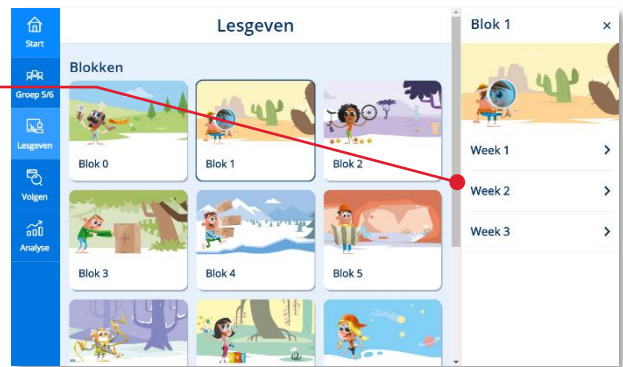 Start
Groep 5/6
Lesgeven
Volgen
Analyse
Lesgeven
Blokken
Blok 0
Blok 1
Blok 2
Blok 3
Blok 4
Blok 5
Blok 1
×
Week 1
Week 2
Week 3